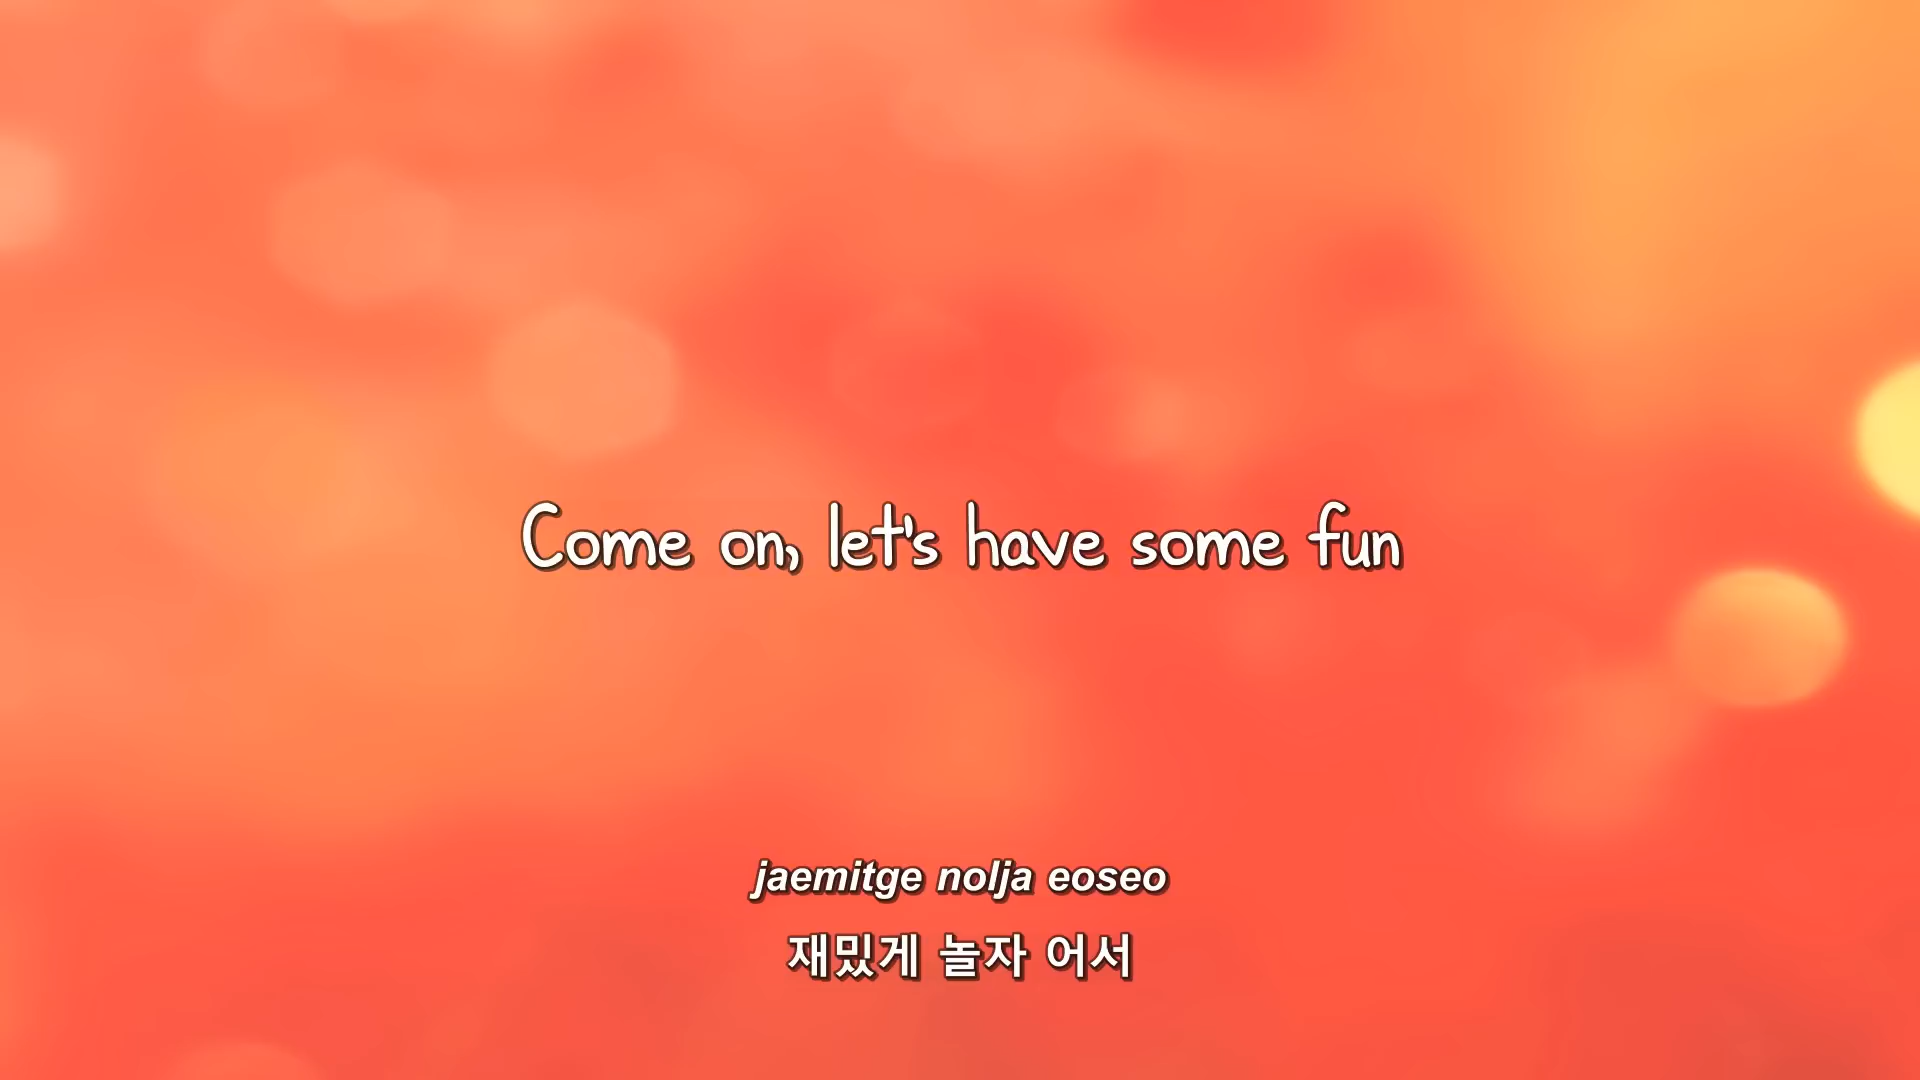 Come on, let's have some fun
jaemitge nolja eoseo
재밌게 놀자 어서